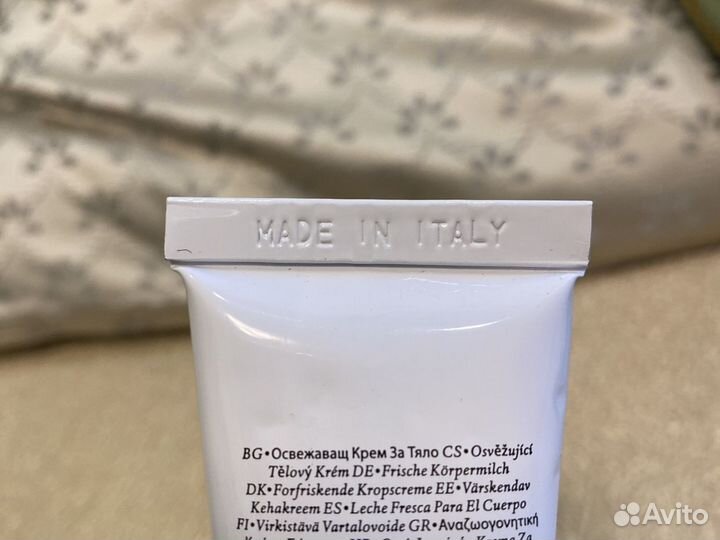 MADE IN ITALY
BG•Освежаващ Крем За Тяло CS•Osvěžující
Tělový Krém DE•Frische Körpermilch
DK•Forfriskende Kropscreme EE•Värskendav
Kehakreem ES•Leche Fresca Para El Cuerpo
FI•Virkistävä Vartalovoide GR•Αναζωογονητική
Avito